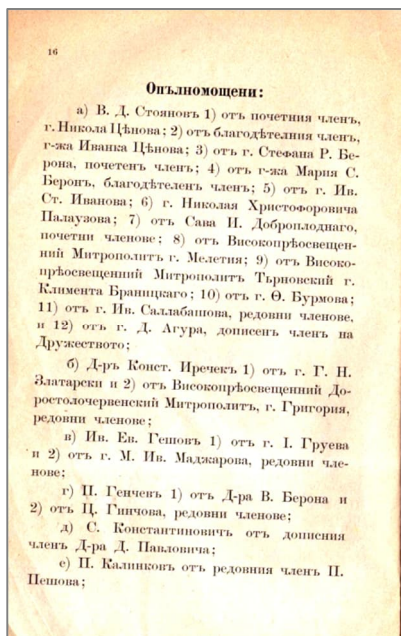 16
Опълномощени:
а) В. Д. Стояновъ 1) отъ почетния членъ,
г. Никола Цѣнова; 2) отъ благодѣтелния членъ,
г-жа Иванка Цѣнова; 3) отъ г. Стефана Р. Бе-
рона, почетенъ членъ; 4) отъ г-жа Мария С.
Беронъ, благодѣтеленъ членъ; 5) отъ г. Ив.
Ст. Иванова; 6) г. Николая Христофоровича
Палаузова; 7) отъ Сава И. Доброплоднаго,
почетни членове; 8) отъ Високопрѣосвещен-
ний Митрополитъ г. Мелетия; 9) отъ Високо-
прѣосвещенний Митрополитъ Търновский г.
Климента Браницкаго; 10) отъ г. Ѳ. Бурмова;
11) отъ г. Ив. Саллабашова, редовни членове,
и 12) отъ г. Д. Агура, дописенъ членъ на
Дружеството;
б) Д-ръ Конст. Иречекъ 1) отъ г. Г. Н.
Златарски и 2) отъ Високопрѣосвещенний До-
ростолочервенский Митрополитъ, г. Григория,
редовни членове;
в) Ив. Ев. Гешовъ 1) отъ г. І. Груева
и 2) отъ г. М. Ив. Маджарова, редовни чле-
нове;
г) П. Генчевъ 1) отъ Д-ра В. Берона и
2) отъ Ц. Гинчова, редовни членове;
д) С. Константиновичъ отъ дописния
членъ Д-ра Д. Павловича;
е) П. Калинковъ отъ редовния членъ П.
Пешова;